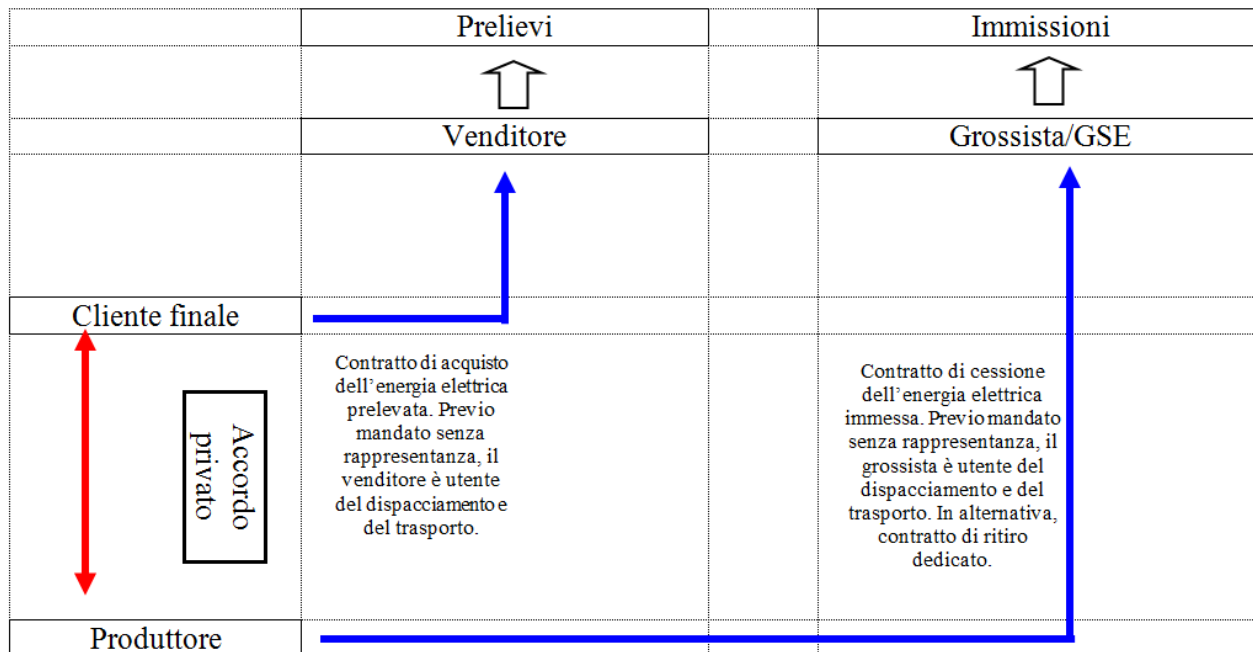 Prelievi
Immissioni
Venditore
Grossista/GSE
Cliente finale
Accordo
privato
Contratto di acquisto
dell'energia elettrica
prelevata. Previo
mandato senza
rappresentanza, il
venditore è utente
del dispacciamento e
del trasporto.
Contratto di cessione
dell'energia elettrica
immessa. Previo mandato
senza rappresentanza, il
grossista è utente del
dispacciamento e del
trasporto. In alternativa,
contratto di ritiro
dedicato.
Produttore